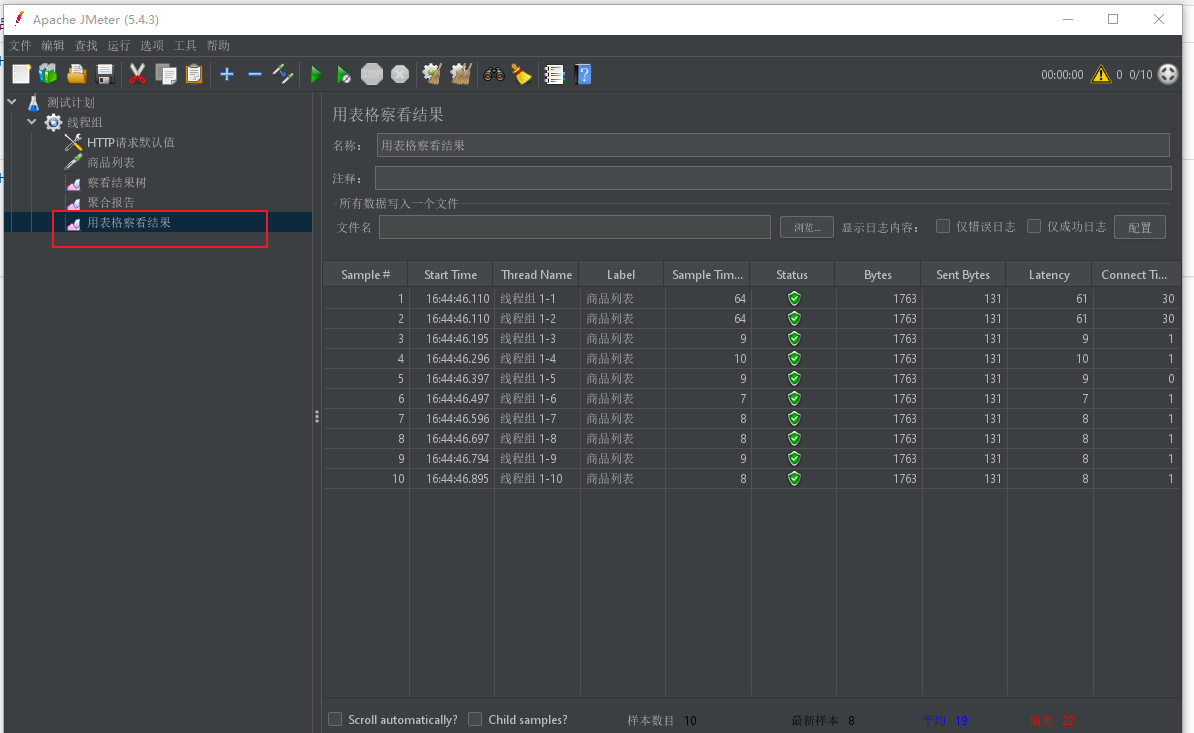 Apache JMeter (5.4.3)
文件 编辑 查找 运行 选项 工具 帮助
00:00:00 0 0/10
测试计划
线程组
HTTP请求默认值
商品列表
察看结果树
聚合报告
用表格察看结果
用表格察看结果
名称： 用表格察看结果
注释：
所有数据写入一个文件
文件名 浏览... 显示日志内容： 仅错误日志 仅成功日志 配置
Sample # Start Time Thread Name Label Sample Tim... Status Bytes Sent Bytes Latency Connect Ti...
1 16:44:46.110 线程组 1-1 商品列表 64 1763 131 61 30
2 16:44:46.110 线程组 1-2 商品列表 64 1763 131 61 30
3 16:44:46.195 线程组 1-3 商品列表 9 1763 131 9 1
4 16:44:46.296 线程组 1-4 商品列表 10 1763 131 10 1
5 16:44:46.397 线程组 1-5 商品列表 9 1763 131 9 0
6 16:44:46.497 线程组 1-6 商品列表 7 1763 131 7 1
7 16:44:46.596 线程组 1-7 商品列表 8 1763 131 8 1
8 16:44:46.697 线程组 1-8 商品列表 8 1763 131 8 1
9 16:44:46.794 线程组 1-9 商品列表 9 1763 131 8 1
10 16:44:46.895 线程组 1-10 商品列表 8 1763 131 8 1
Scroll automatically? Child samples? 样本数目 10 最新样本 8 平均 19 偏离 22